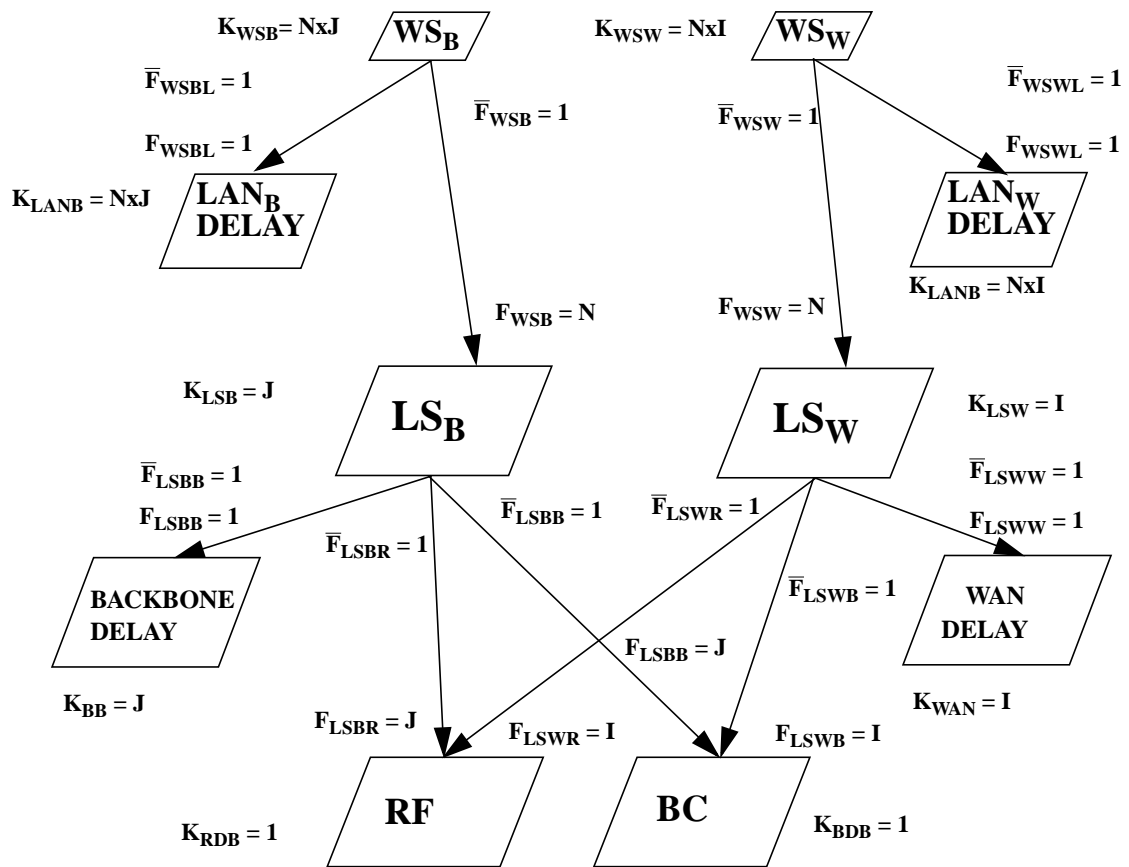 K_WSB= NxJ
WS_B
K_WSW = NxI
WS_W
F̅_WSBL = 1
F̅_WSB = 1
F̅_WSW = 1
F̅_WSWL = 1
F_WSBL = 1
F_WSWL = 1
K_LANB = NxJ
LAN_B
DELAY
LAN_W
DELAY
K_LANB = NxI
F_WSB = N
F_WSW = N
K_LSB = J
LS_B
LS_W
K_LSW = I
F̅_LSBB = 1
F_LSBB = 1
F̅_LSBR = 1
F̅_LSBB = 1
F̅_LSWR = 1
F̅_LSWW = 1
F_LSWW = 1
F̅_LSWB = 1
BACKBONE
DELAY
WAN
DELAY
F_LSBB = J
K_BB = J
K_WAN = I
F_LSBR = J
F_LSWR = I
F_LSWB = I
RF
BC
K_RDB = 1
K_BDB = 1